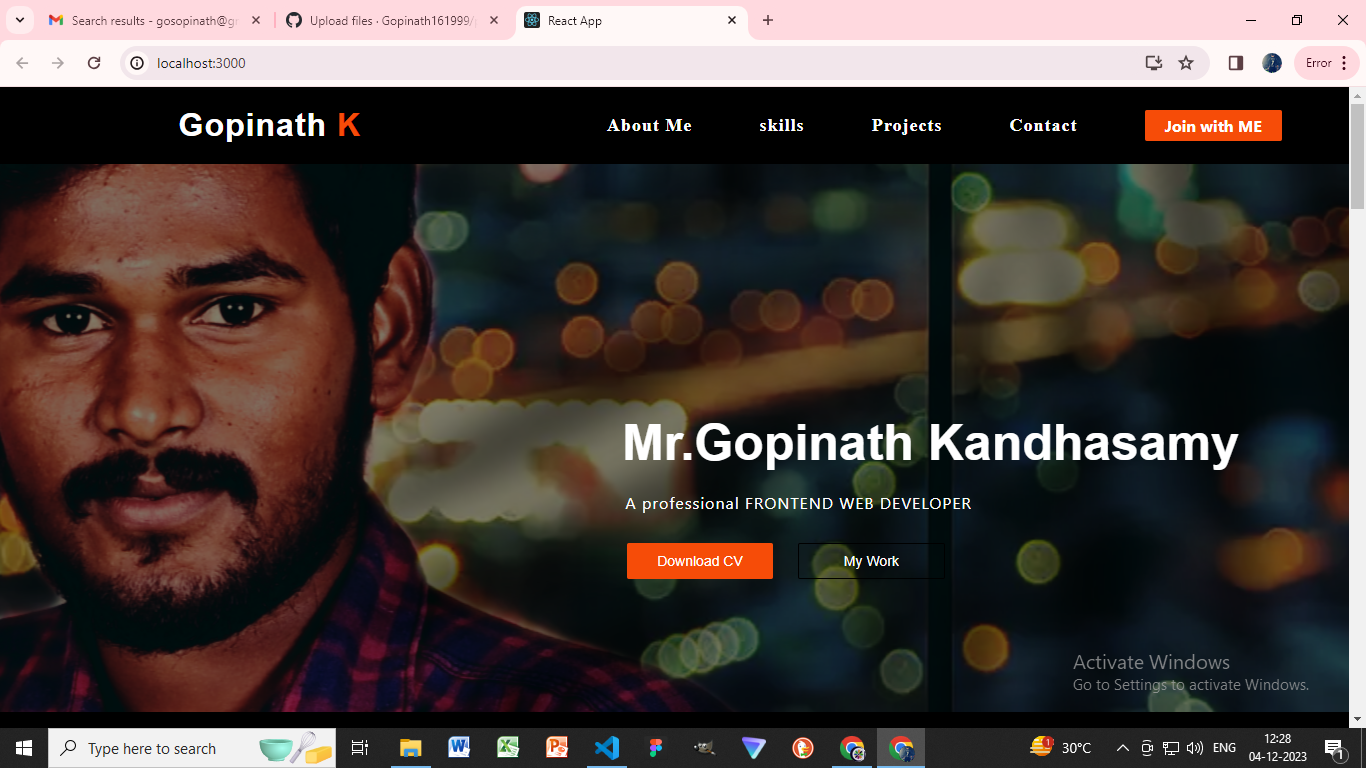 Search results - gosopinath@g
Upload files · Gopinath161999/
React App
localhost:3000
Error
Gopinath K
About Me
skills
Projects
Contact
Join with ME
Mr.Gopinath Kandhasamy
A professional FRONTEND WEB DEVELOPER
Download CV
My Work
Activate Windows
Go to Settings to activate Windows.
Type here to search
1
30°C
ENG
12:28
04-12-2023
1